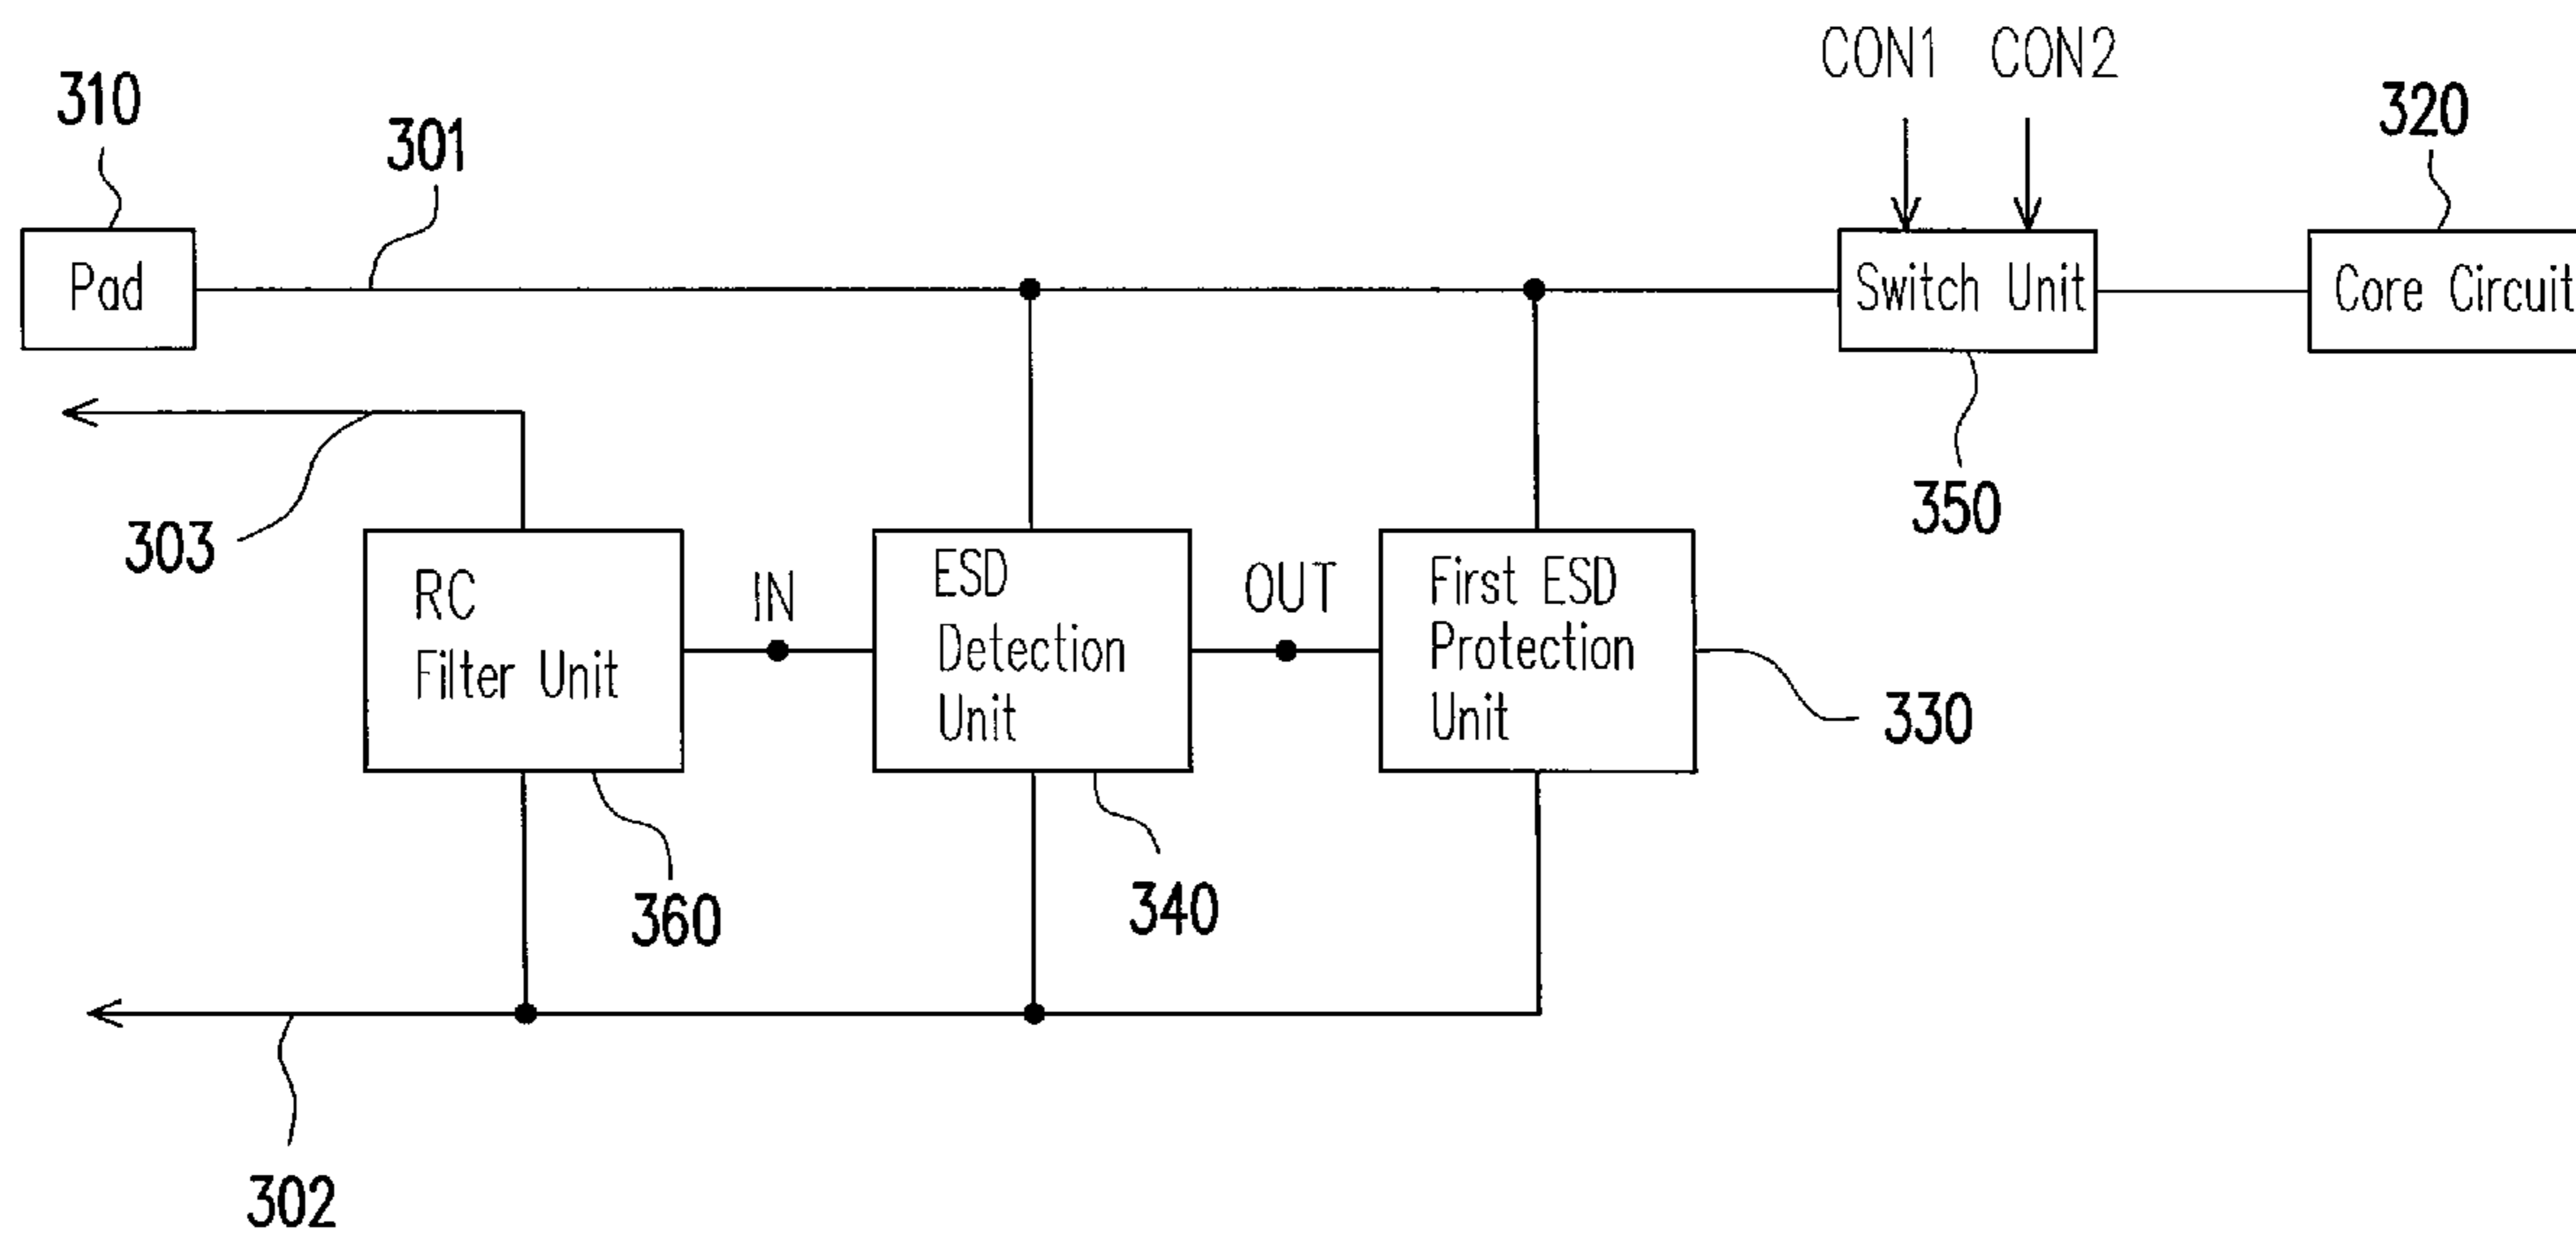 CON1 CON2
310
320
301
Pad
Switch Unit
Core Circuit
303
350
RC
Filter Unit
IN
ESD
Detection
Unit
OUT
First ESD
Protection
Unit
330
360
340
302